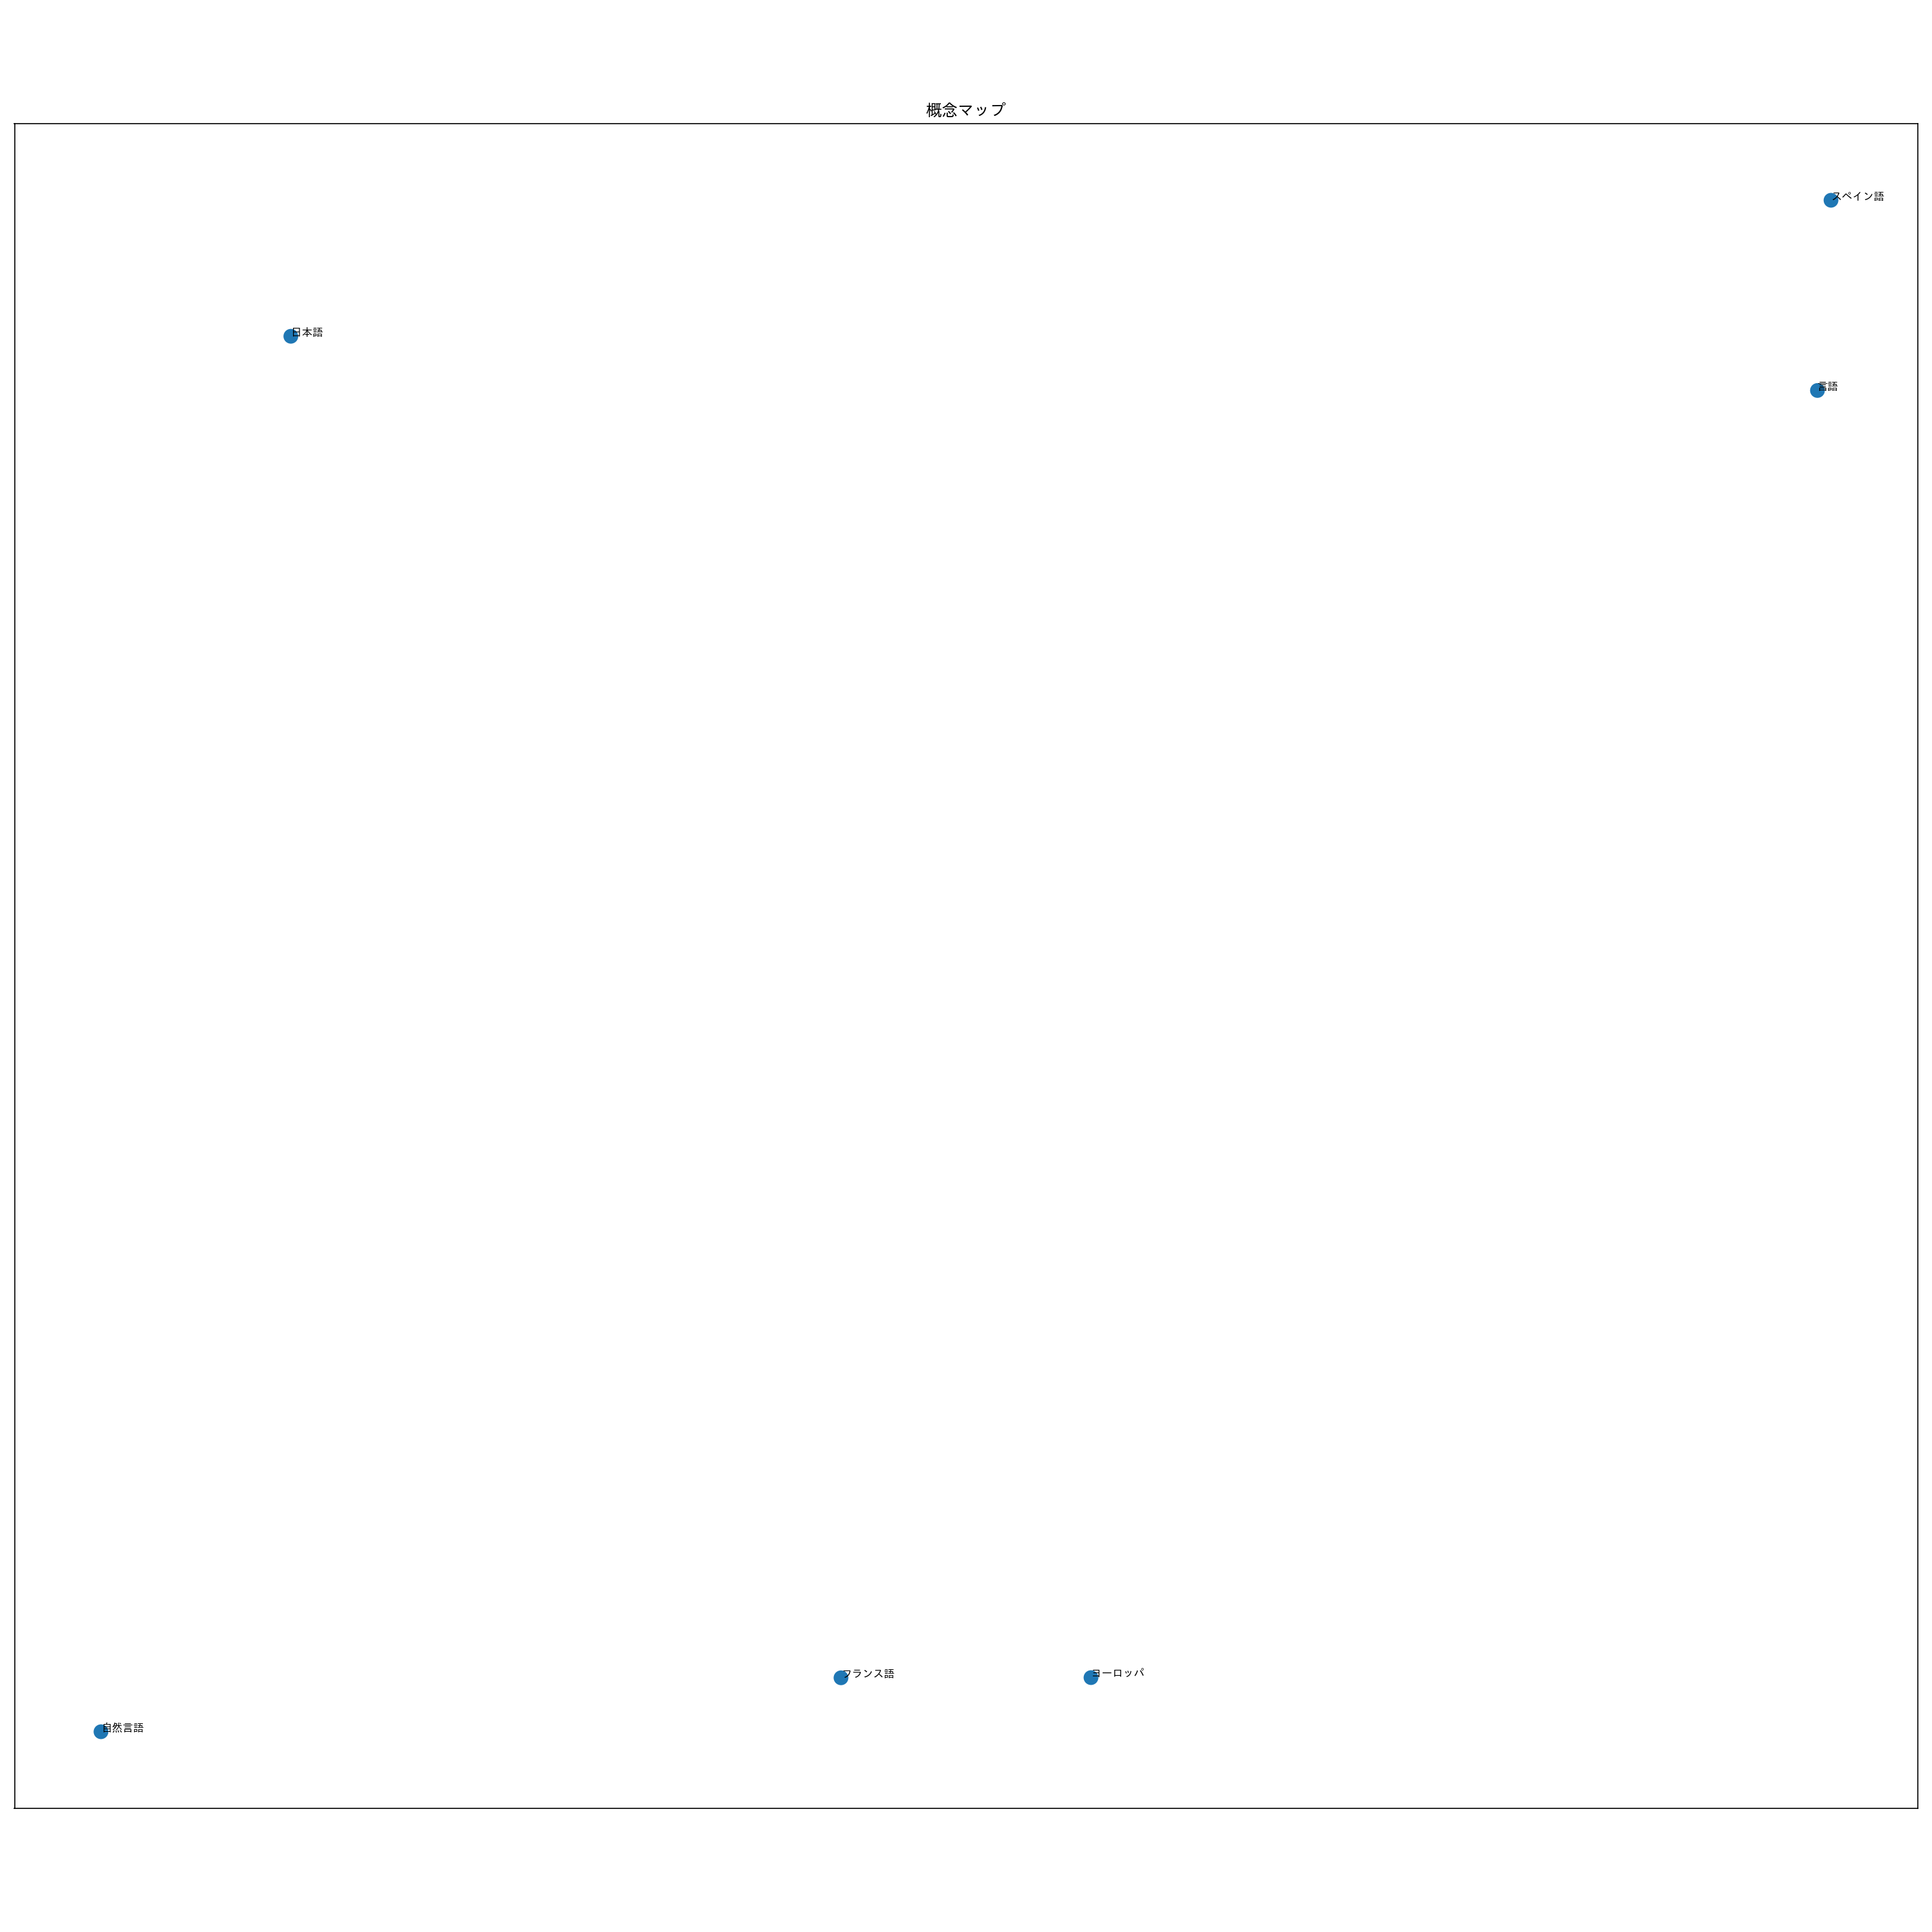 概念マップ
スペイン語
日本語
言語
フランス語
ヨーロッパ
自然言語